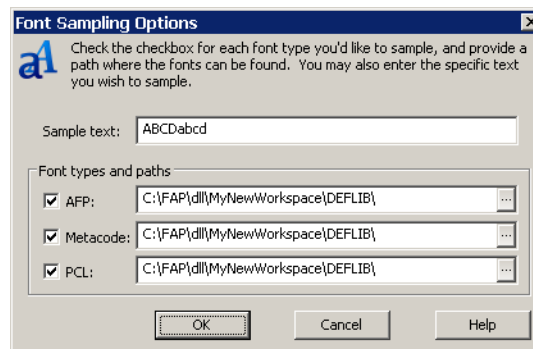 Font Sampling Options
Check the checkbox for each font type you'd like to sample, and provide a
path where the fonts can be found. You may also enter the specific text
you wish to sample.
Sample text: ABCDabcd
Font types and paths
AFP: C:\FAP\dll\MyNewWorkspace\DEFLIB\ ...
Metacode: C:\FAP\dll\MyNewWorkspace\DEFLIB\ ...
PCL: C:\FAP\dll\MyNewWorkspace\DEFLIB\ ...
OK Cancel Help